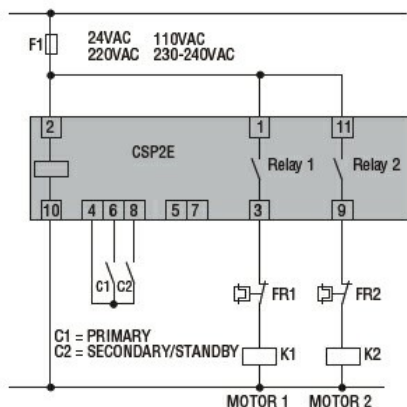 F1
24VAC 110VAC
220VAC 230-240VAC
2 1 11
CSP2E
Relay 1 Relay 2
10 4 6 8 5 7 3 9
C1 C2
FR1 FR2
C1 = PRIMARY
C2 = SECONDARY/STANDBY
K1 K2
MOTOR 1 MOTOR 2